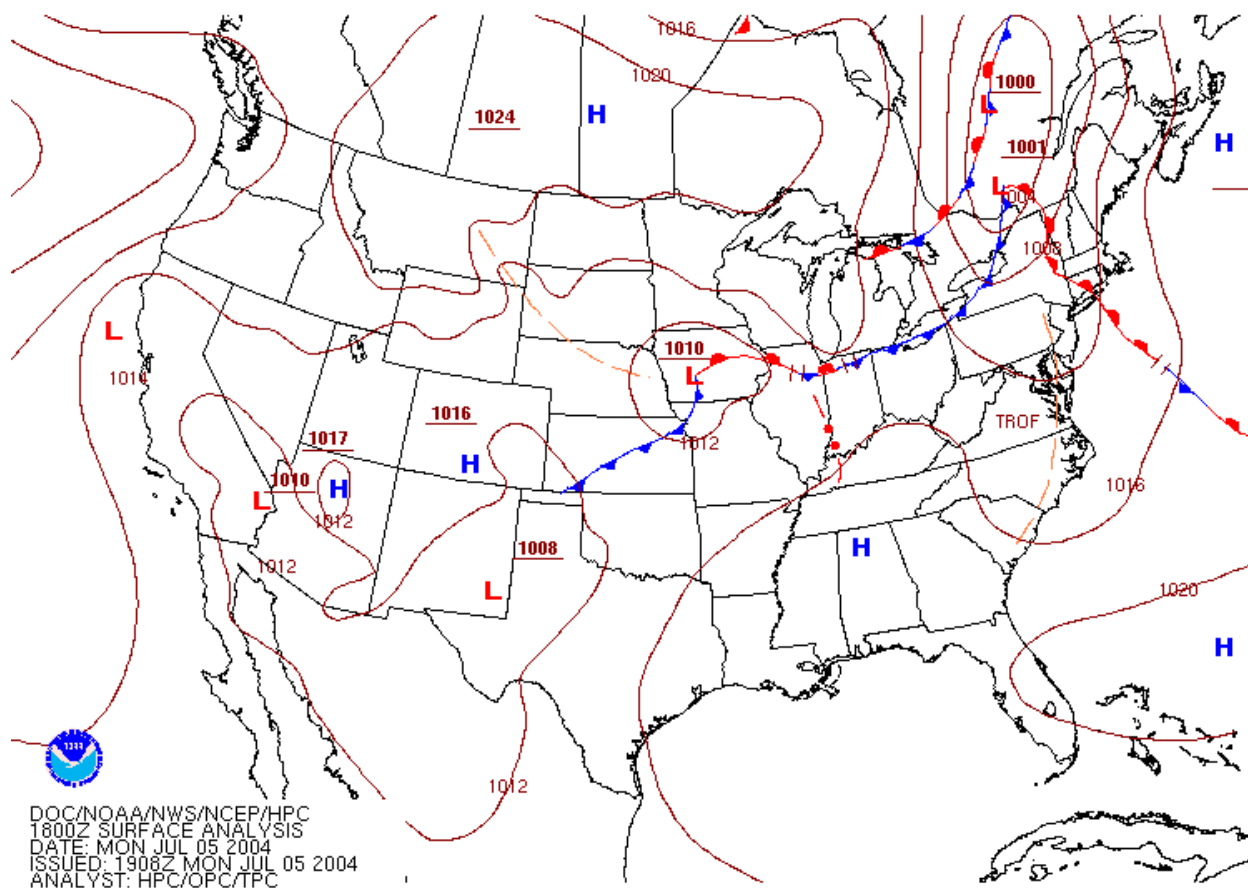 1016
1020
1000
1024
H
L
H
1001
L
1004
1008
L
1010
L
1014
1016
1012
TROF
1017
H
1010
H
L
1012
1016
1008
H
1012
L
1020
H
1012
DOC/NOAA/NWS/NCEP/HPC
1800Z SURFACE ANALYSIS
DATE: MON JUL 05 2004
ISSUED: 1908Z MON JUL 05 2004
ANALYST: HPC/OPC/TPC